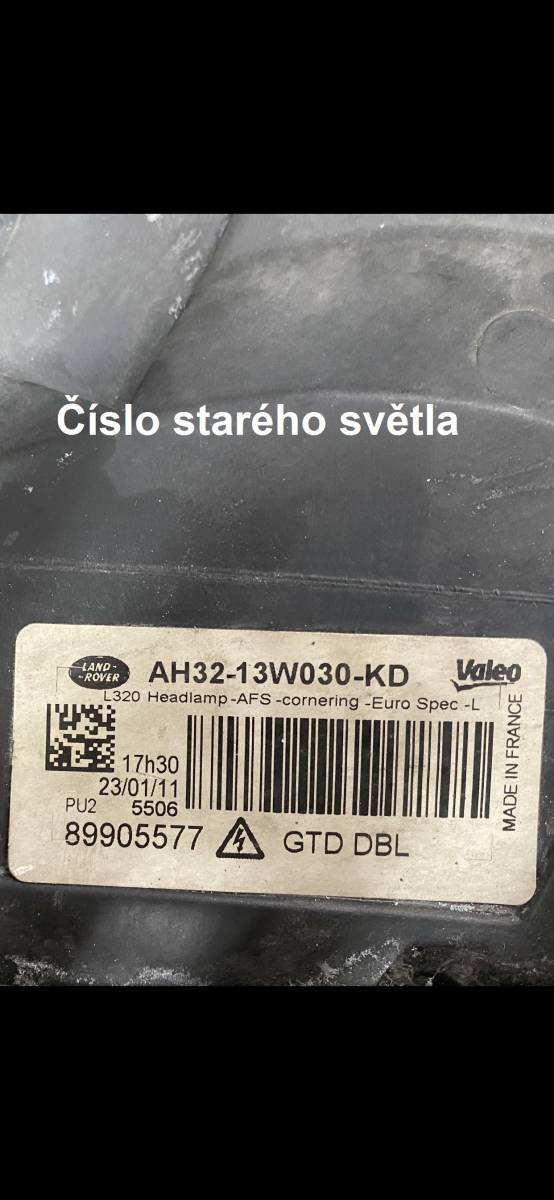 Číslo starého světla
LAND-
-ROVER
AH32-13W030-KD
Valeo
L320 Headlamp -AFS -cornering -Euro Spec -L
17h30
23/01/11
PU2 5506
89905577 GTD DBL
MADE IN FRANCE